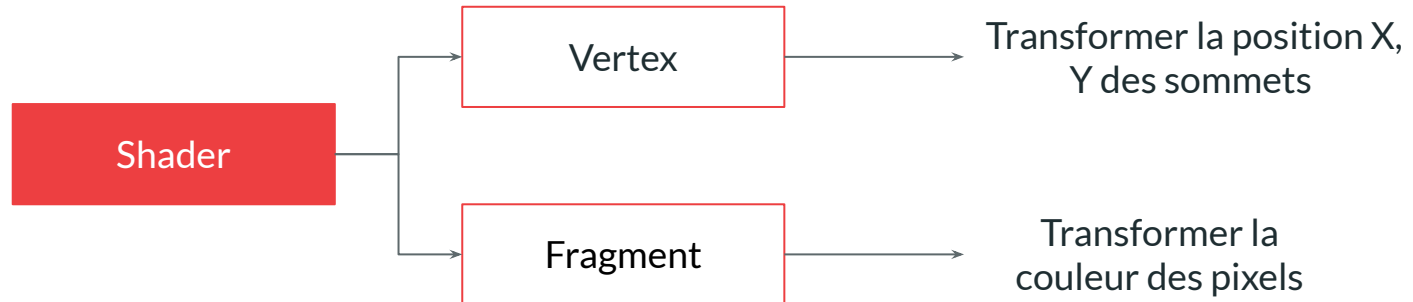 Shader
Vertex
Transformer la position X,
Y des sommets
Fragment
Transformer la
couleur des pixels